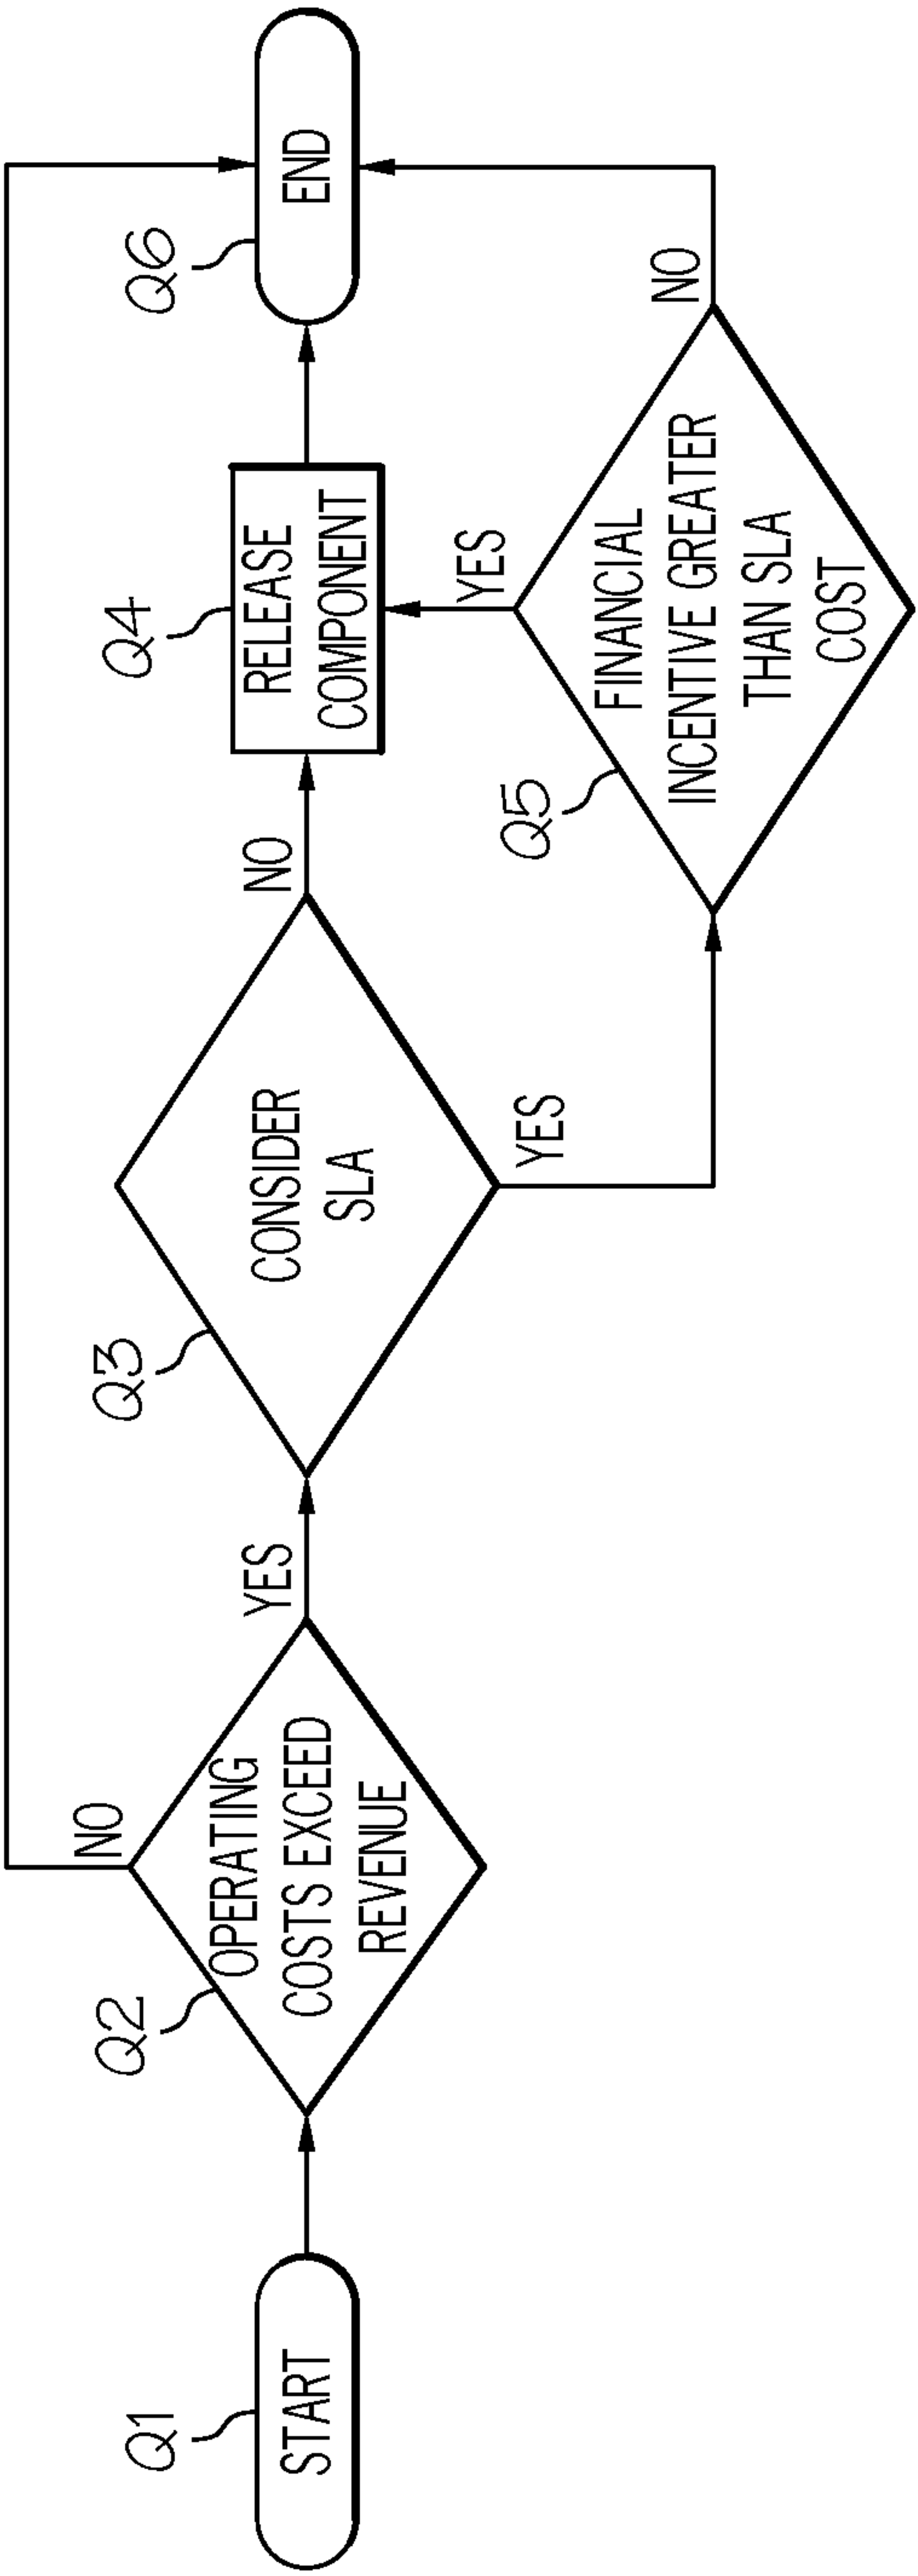 Q1
START
Q2
OPERATING
COSTS EXCEED
REVENUE
NO
YES
Q3
CONSIDER
SLA
NO
YES
Q4
RELEASE
COMPONENT
Q5
FINANCIAL
INCENTIVE GREATER
THAN SLA
COST
YES
NO
Q6
END